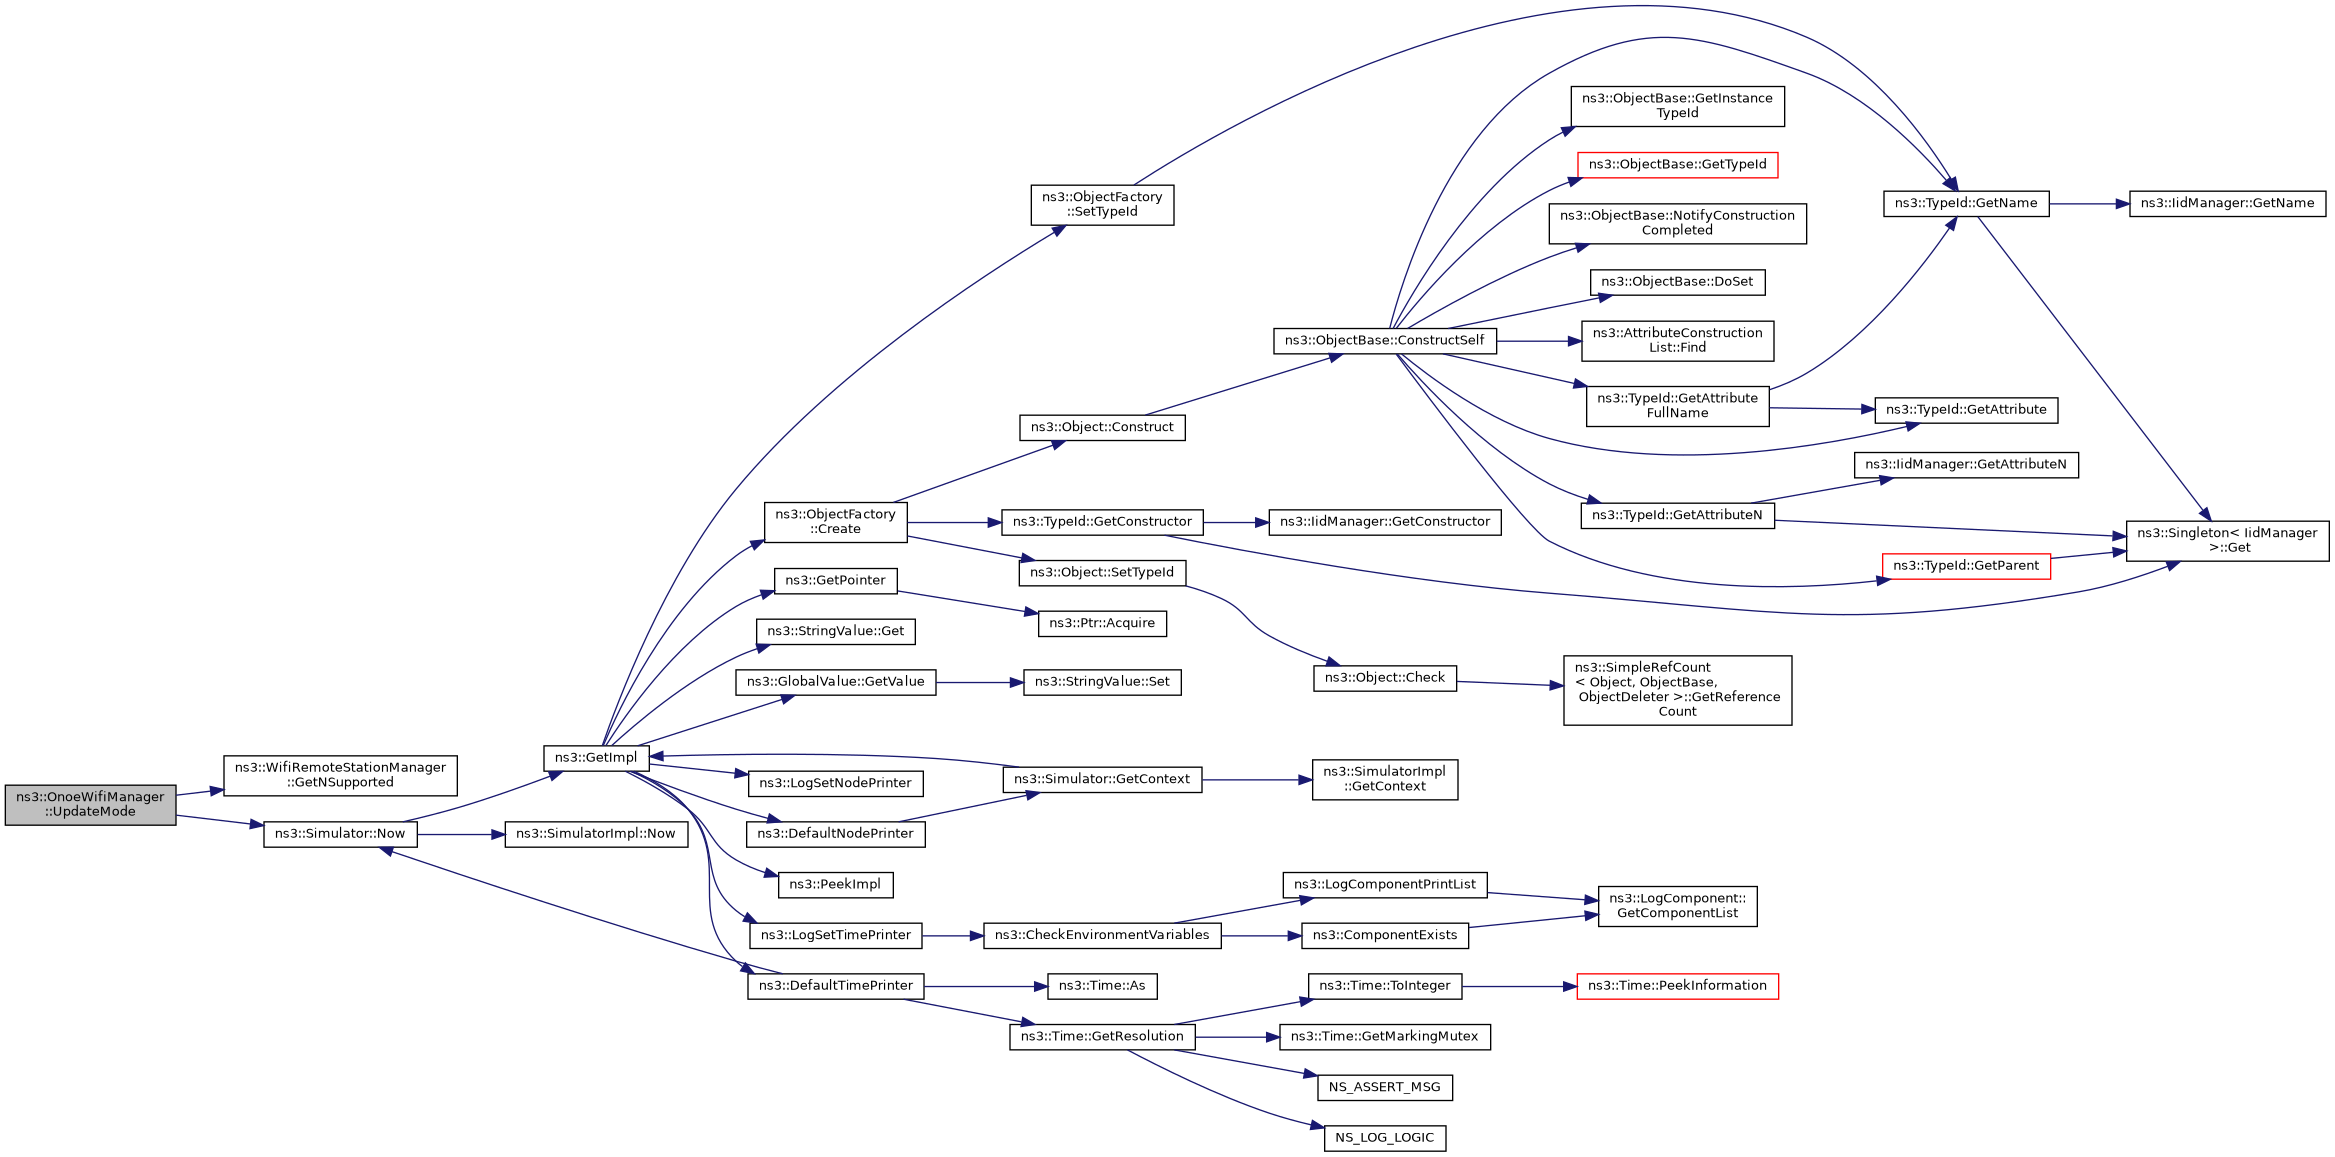 ns3::OnoeWifiManager
::UpdateMode
ns3::WifiRemoteStationManager
::GetNSupported
ns3::Simulator::Now
ns3::GetImpl
ns3::SimulatorImpl::Now
ns3::ObjectFactory
::SetTypeId
ns3::ObjectFactory
::Create
ns3::GetPointer
ns3::StringValue::Get
ns3::GlobalValue::GetValue
ns3::LogSetNodePrinter
ns3::DefaultNodePrinter
ns3::PeekImpl
ns3::LogSetTimePrinter
ns3::DefaultTimePrinter
ns3::Object::Construct
ns3::TypeId::GetConstructor
ns3::Object::SetTypeId
ns3::Ptr::Acquire
ns3::StringValue::Set
ns3::Simulator::GetContext
ns3::CheckEnvironmentVariables
ns3::Time::As
ns3::Time::GetResolution
ns3::ObjectBase::ConstructSelf
ns3::IidManager::GetConstructor
ns3::Object::Check
ns3::SimulatorImpl
::GetContext
ns3::LogComponentPrintList
ns3::ComponentExists
ns3::Time::ToInteger
ns3::Time::GetMarkingMutex
NS_ASSERT_MSG
NS_LOG_LOGIC
ns3::ObjectBase::GetInstance
TypeId
ns3::ObjectBase::GetTypeId
ns3::ObjectBase::NotifyConstruction
Completed
ns3::ObjectBase::DoSet
ns3::AttributeConstruction
List::Find
ns3::TypeId::GetAttribute
FullName
ns3::TypeId::GetAttributeN
ns3::SimpleRefCount
< Object, ObjectBase,
ObjectDeleter >::GetReference
Count
ns3::LogComponent::
GetComponentList
ns3::Time::PeekInformation
ns3::TypeId::GetName
ns3::TypeId::GetAttribute
ns3::IidManager::GetAttributeN
ns3::TypeId::GetParent
ns3::IidManager::GetName
ns3::Singleton< IidManager
>::Get